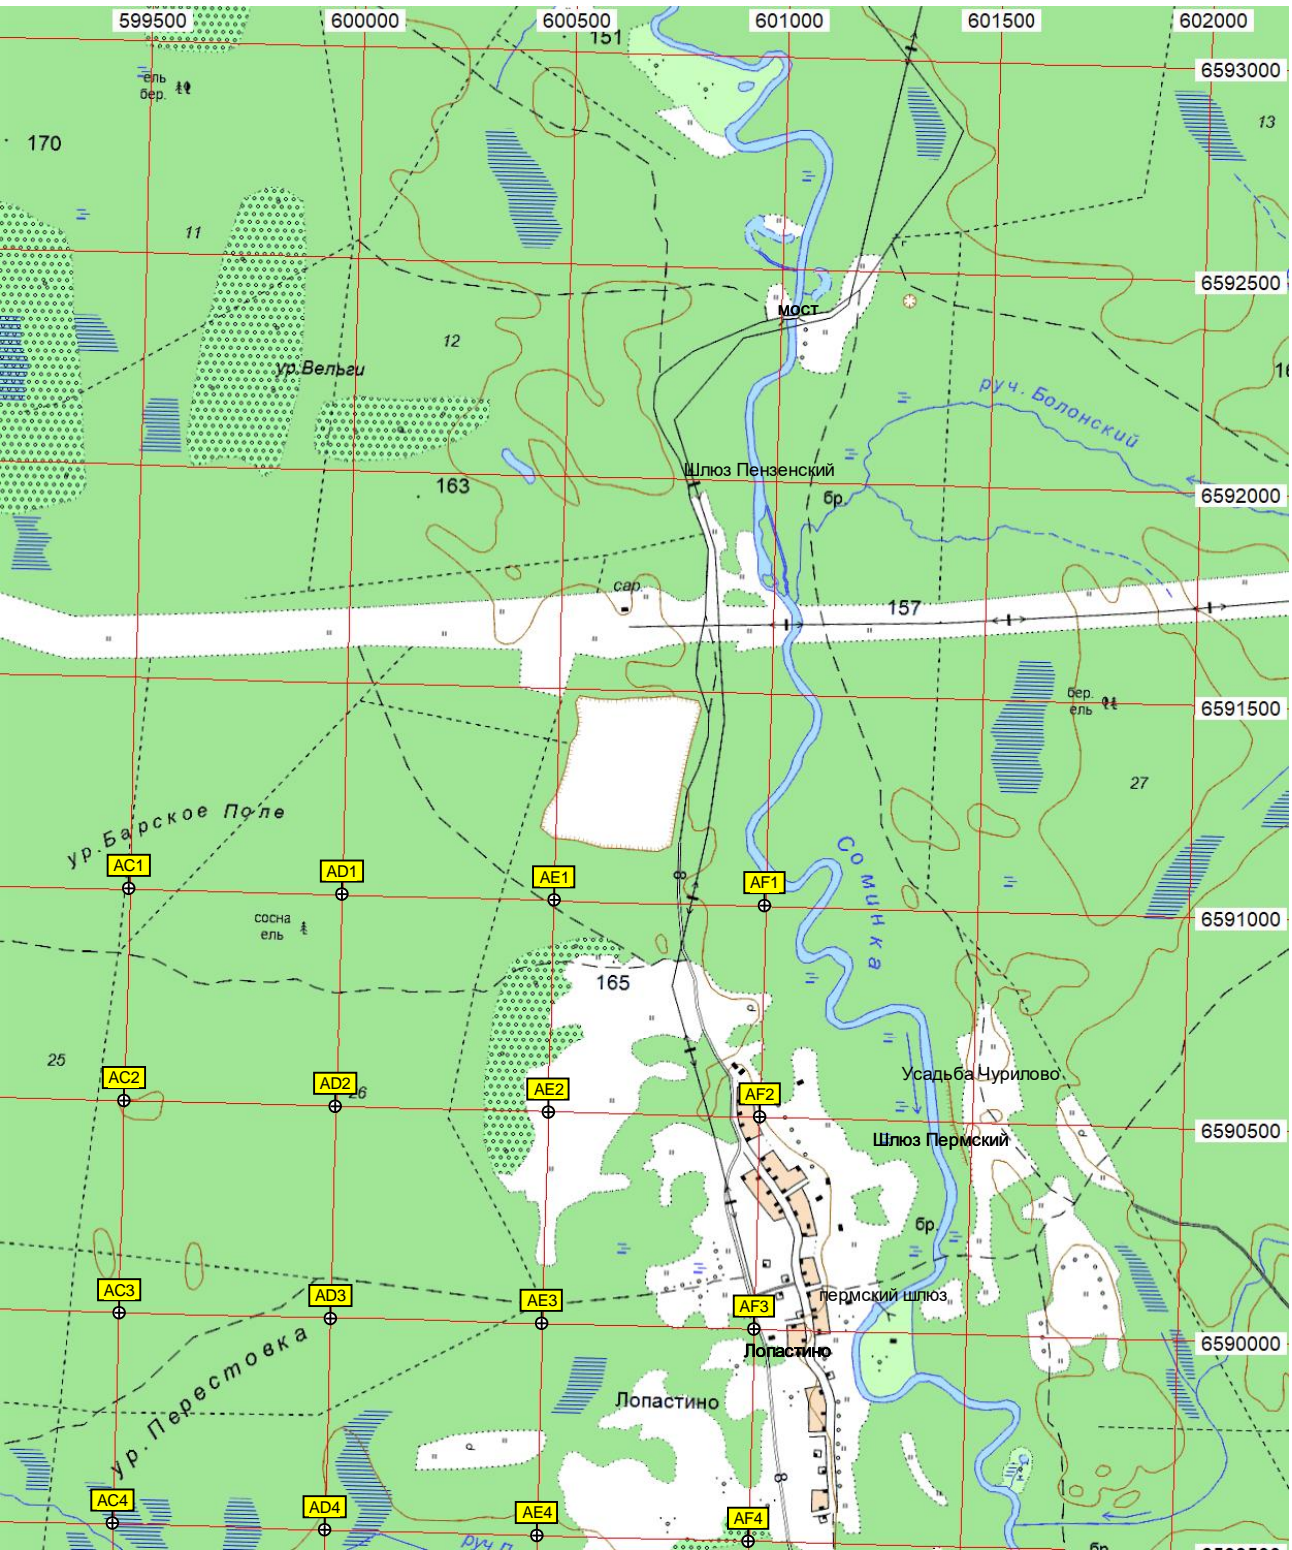 599500 600000 600500 601000 601500 602000
151
6593000
ель
бер.
13
170
11
6592500
мост
12
ур.Вельги
руч. Болонский
Шлюз Пензенский
163
бр.
6592000
сар.
157
бер.
ель
6591500
27
ур. Барское Поле
Соминка
AC1 AD1 AE1 AF1
8
сосна
ель
6591000
165
25
Усадьба Чурилово
AC2 AD2 26 AE2 AF2
6590500
Шлюз Пермский
бр.
AC3 AD3 AE3 AF3
пермский шлюз
6590000
Лопастино
Лопастино
ур. Перестовка
8
AC4 AD4 AE4 AF4
руч.